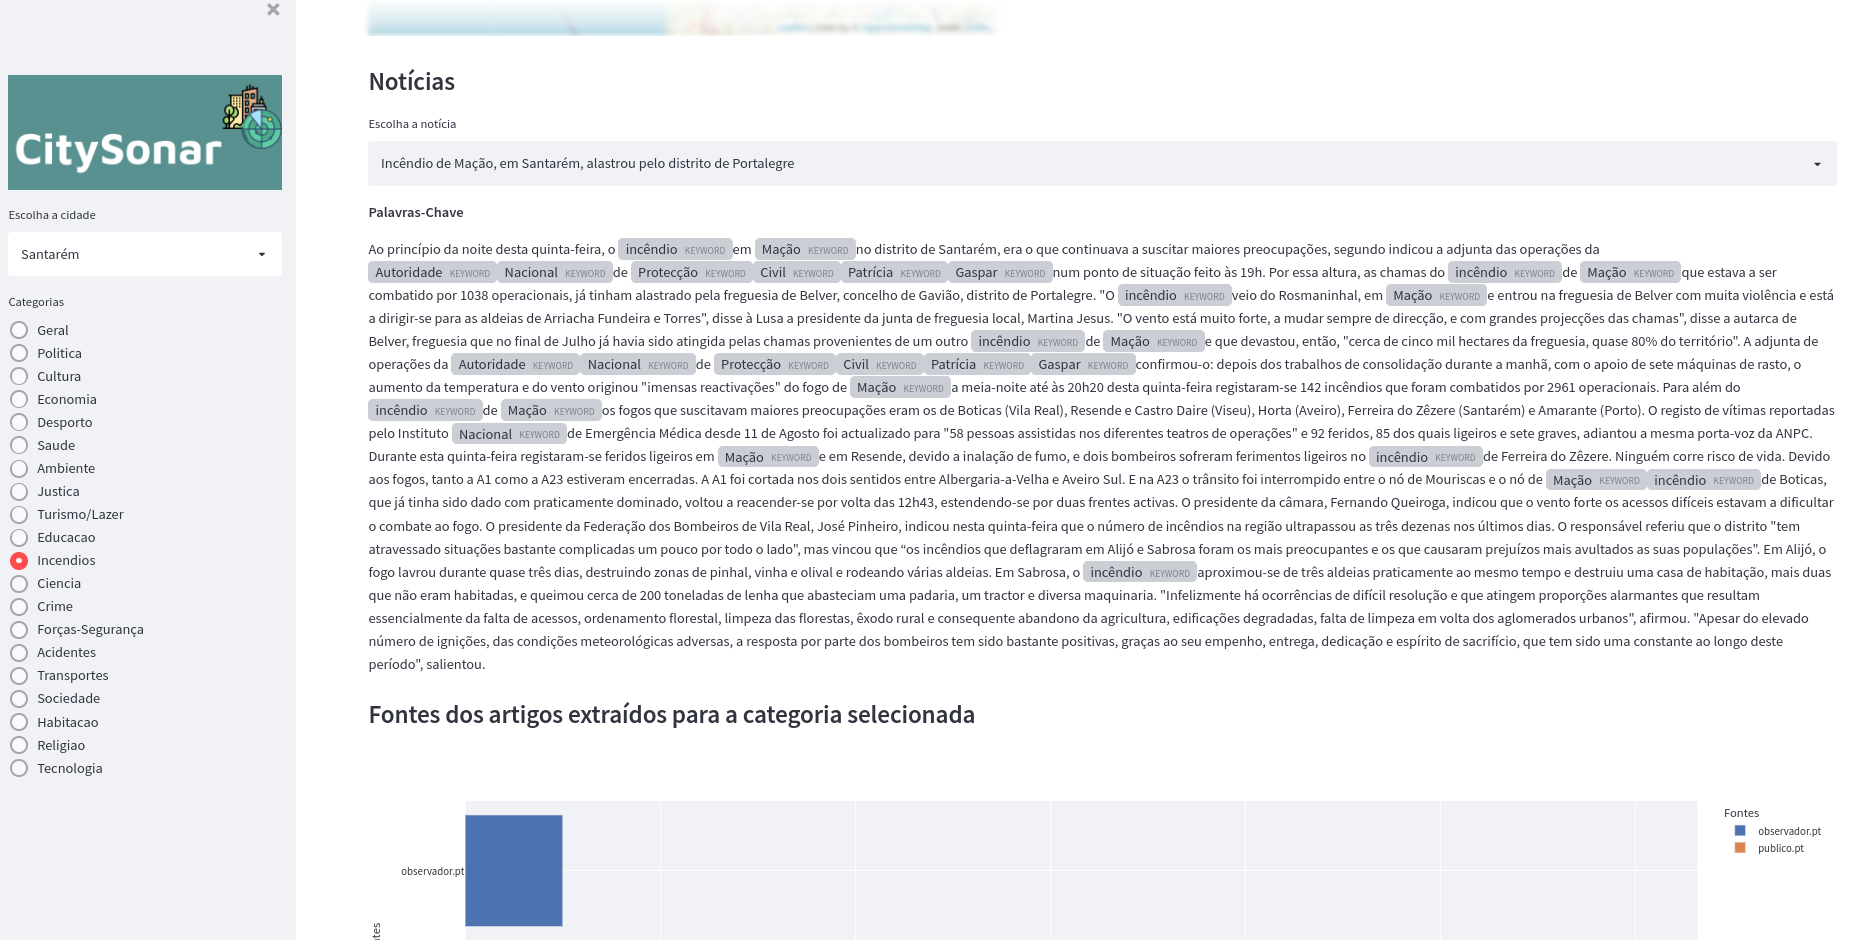 ✖
CitySonar
Escolha a cidade
Santarém
Categorias
Geral
Politica
Cultura
Economia
Desporto
Saude
Ambiente
Justica
Turismo/Lazer
Educacao
Incendios
Ciencia
Crime
Forças-Segurança
Acidentes
Transportes
Sociedade
Habitacao
Religiao
Tecnologia
Notícias
Escolha a notícia
Incêndio de Mação, em Santarém, alastrou pelo distrito de Portalegre
Palavras-Chave
Ao princípio da noite desta quinta-feira, o incêndio KEYWORD em Mação KEYWORD no distrito de Santarém, era o que continuava a suscitar maiores preocupações, segundo indicou a adjunta das operações da
Autoridade KEYWORD Nacional KEYWORD de Protecção KEYWORD Civil KEYWORD Patrícia KEYWORD Gaspar KEYWORD num ponto de situação feito às 19h. Por essa altura, as chamas do incêndio KEYWORD de Mação KEYWORD que estava a ser
combatido por 1038 operacionais, já tinham alastrado pela freguesia de Belver, concelho de Gavião, distrito de Portalegre. "O incêndio KEYWORD veio do Rosmaninhal, em Mação KEYWORD e entrou na freguesia de Belver com muita violência e está
a dirigir-se para as aldeias de Arriacha Fundeira e Torres", disse à Lusa a presidente da junta de freguesia local, Martina Jesus. "O vento está muito forte, a mudar sempre de direcção, e com grandes projecções das chamas", disse a autarca de
Belver, freguesia que no final de Julho já havia sido atingida pelas chamas provenientes de um outro incêndio KEYWORD de Mação KEYWORD e que devastou, então, "cerca de cinco mil hectares da freguesia, quase 80% do território". A adjunta de
operações da Autoridade KEYWORD Nacional KEYWORD de Protecção KEYWORD Civil KEYWORD Patrícia KEYWORD Gaspar KEYWORD confirmou-o: depois dos trabalhos de consolidação durante a manhã, com o apoio de sete máquinas de rasto, o
aumento da temperatura e do vento originou "imensas reactivações" do fogo de Mação KEYWORD a meia-noite até às 20h20 desta quinta-feira registaram-se 142 incêndios que foram combatidos por 2961 operacionais. Para além do
incêndio KEYWORD de Mação KEYWORD os fogos que suscitavam maiores preocupações eram os de Boticas (Vila Real), Resende e Castro Daire (Viseu), Horta (Aveiro), Ferreira do Zêzere (Santarém) e Amarante (Porto). O registo de vítimas reportadas
pelo Instituto Nacional KEYWORD de Emergência Médica desde 11 de Agosto foi actualizado para "58 pessoas assistidas nos diferentes teatros de operações" e 92 feridos, 85 dos quais ligeiros e sete graves, adiantou a mesma porta-voz da ANPC.
Durante esta quinta-feira registaram-se feridos ligeiros em Mação KEYWORD e em Resende, devido a inalação de fumo, e dois bombeiros sofreram ferimentos ligeiros no incêndio KEYWORD de Ferreira do Zêzere. Ninguém corre risco de vida. Devido
aos fogos, tanto a A1 como a A23 estiveram encerradas. A A1 foi cortada nos dois sentidos entre Albergaria-a-Velha e Aveiro Sul. E na A23 o trânsito foi interrompido entre o nó de Mouriscas e o nó de Mação KEYWORD incêndio KEYWORD de Boticas,
que já tinha sido dado com praticamente dominado, voltou a reacender-se por volta das 12h43, estendendo-se por duas frentes activas. O presidente da câmara, Fernando Queiroga, indicou que o vento forte os acessos difíceis estavam a dificultar
o combate ao fogo. O presidente da Federação dos Bombeiros de Vila Real, José Pinheiro, indicou nesta quinta-feira que o número de incêndios na região ultrapassou as três dezenas nos últimos dias. O responsável referiu que o distrito "tem
atravessado situações bastante complicadas um pouco por todo o lado", mas vincou que “os incêndios que deflagraram em Alijó e Sabrosa foram os mais preocupantes e os que causaram prejuízos mais avultados as suas populações". Em Alijó, o
fogo lavrou durante quase três dias, destruindo zonas de pinhal, vinha e olival e rodeando várias aldeias. Em Sabrosa, o incêndio KEYWORD aproximou-se de três aldeias praticamente ao mesmo tempo e destruiu uma casa de habitação, mais duas
que não eram habitadas, e queimou cerca de 200 toneladas de lenha que abasteciam uma padaria, um tractor e diversa maquinaria. "Infelizmente há ocorrências de difícil resolução e que atingem proporções alarmantes que resultam
essencialmente da falta de acessos, ordenamento florestal, limpeza das florestas, êxodo rural e consequente abandono da agricultura, edificações degradadas, falta de limpeza em volta dos aglomerados urbanos", afirmou. "Apesar do elevado
número de ignições, das condições meteorológicas adversas, a resposta por parte dos bombeiros tem sido bastante positivas, graças ao seu empenho, entrega, dedicação e espírito de sacrifício, que tem sido uma constante ao longo deste
período", salientou.
Fontes dos artigos extraídos para a categoria selecionada
Fontes
observador.pt
publico.pt
observador.pt